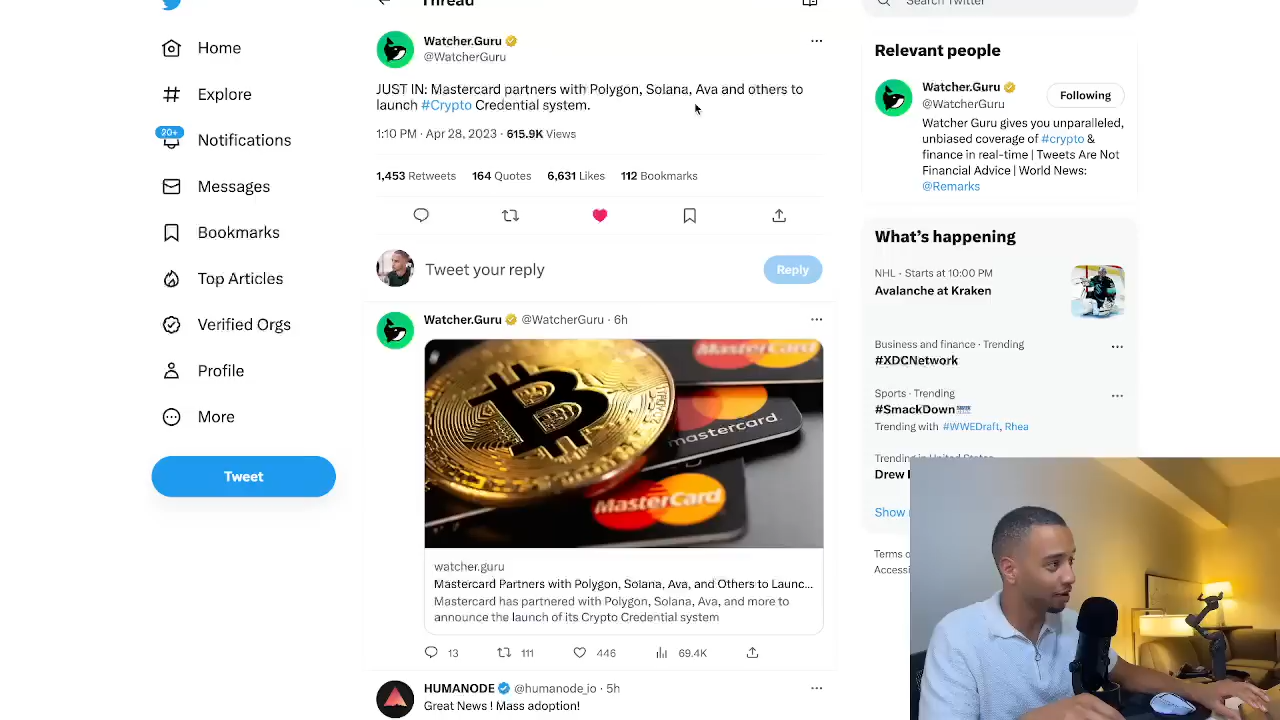 Thread
Search Twitter
Home
Explore
20+
Notifications
Messages
Bookmarks
Top Articles
Verified Orgs
Profile
More
Tweet
Watcher.Guru
@WatcherGuru
JUST IN: Mastercard partners with Polygon, Solana, Ava and others to
launch #Crypto Credential system.
1:10 PM · Apr 28, 2023 · 615.9K Views
1,453 Retweets 164 Quotes 6,631 Likes 112 Bookmarks
Tweet your reply
Reply
Watcher.Guru @WatcherGuru · 6h
MasterCard
mastercard.
MasterCard
watcher.guru
Mastercard Partners with Polygon, Solana, Ava, and Others to Launc...
Mastercard has partnered with Polygon, Solana, Ava, and more to
announce the launch of its Crypto Credential system
13 111 446 69.4K
HUMANODE @humanode_io · 5h
Great News ! Mass adoption!
Relevant people
Watcher.Guru
@WatcherGuru
Following
Watcher Guru gives you unparalleled,
unbiased coverage of #crypto &
finance in real-time | Tweets Are Not
Financial Advice | World News:
@Remarks
What's happening
NHL · Starts at 10:00 PM
Avalanche at Kraken
Business and finance · Trending
#XDCNetwork
Sports · Trending
#SmackDown
Trending with #WWEDraft, Rhea
Trending in United States
Drew
Show
Terms